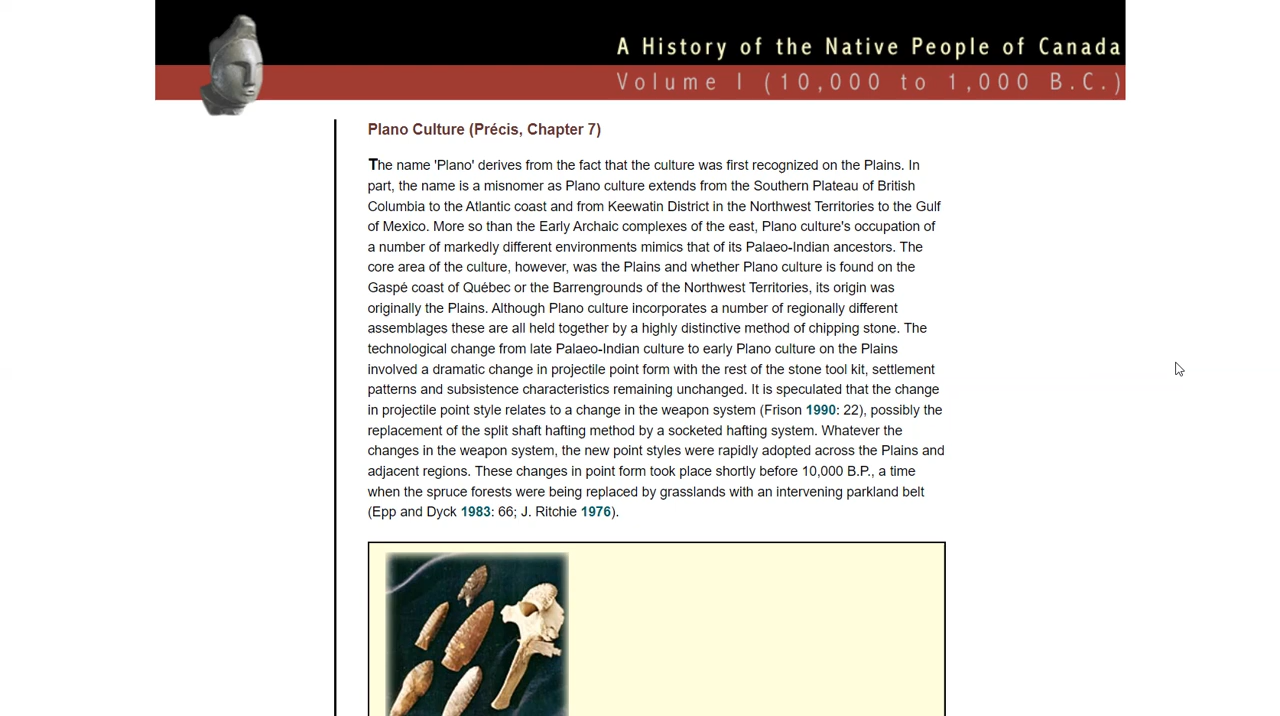 A History of the Native People of Canada
Volume I (10,000 to 1,000 B.C.)
Plano Culture (Précis, Chapter 7)
The name 'Plano' derives from the fact that the culture was first recognized on the Plains. In
part, the name is a misnomer as Plano culture extends from the Southern Plateau of British
Columbia to the Atlantic coast and from Keewatin District in the Northwest Territories to the Gulf
of Mexico. More so than the Early Archaic complexes of the east, Plano culture's occupation of
a number of markedly different environments mimics that of its Palaeo-Indian ancestors. The
core area of the culture, however, was the Plains and whether Plano culture is found on the
Gaspé coast of Québec or the Barrengrounds of the Northwest Territories, its origin was
originally the Plains. Although Plano culture incorporates a number of regionally different
assemblages these are all held together by a highly distinctive method of chipping stone. The
technological change from late Palaeo-Indian culture to early Plano culture on the Plains
involved a dramatic change in projectile point form with the rest of the stone tool kit, settlement
patterns and subsistence characteristics remaining unchanged. It is speculated that the change
in projectile point style relates to a change in the weapon system (Frison 1990: 22), possibly the
replacement of the split shaft hafting method by a socketed hafting system. Whatever the
changes in the weapon system, the new point styles were rapidly adopted across the Plains and
adjacent regions. These changes in point form took place shortly before 10,000 B.P., a time
when the spruce forests were being replaced by grasslands with an intervening parkland belt
(Epp and Dyck 1983: 66; J. Ritchie 1976).